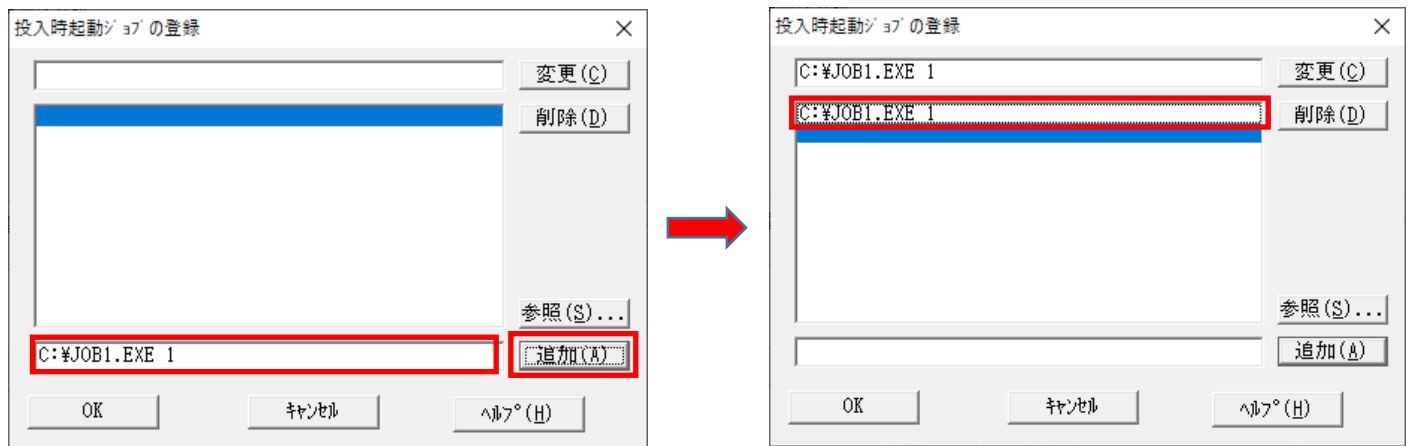 投入時起動ｼﾞｮﾌﾞの登録
変更(C)
削除(D)
参照(S)...
C:¥JOB1.EXE 1
追加(A)
OK
ｷｬﾝｾﾙ
ﾍﾙﾌﾟ(H)
投入時起動ｼﾞｮﾌﾞの登録
C:¥JOB1.EXE 1
変更(C)
C:¥JOB1.EXE 1
削除(D)
参照(S)...
追加(A)
OK
ｷｬﾝｾﾙ
ﾍﾙﾌﾟ(H)